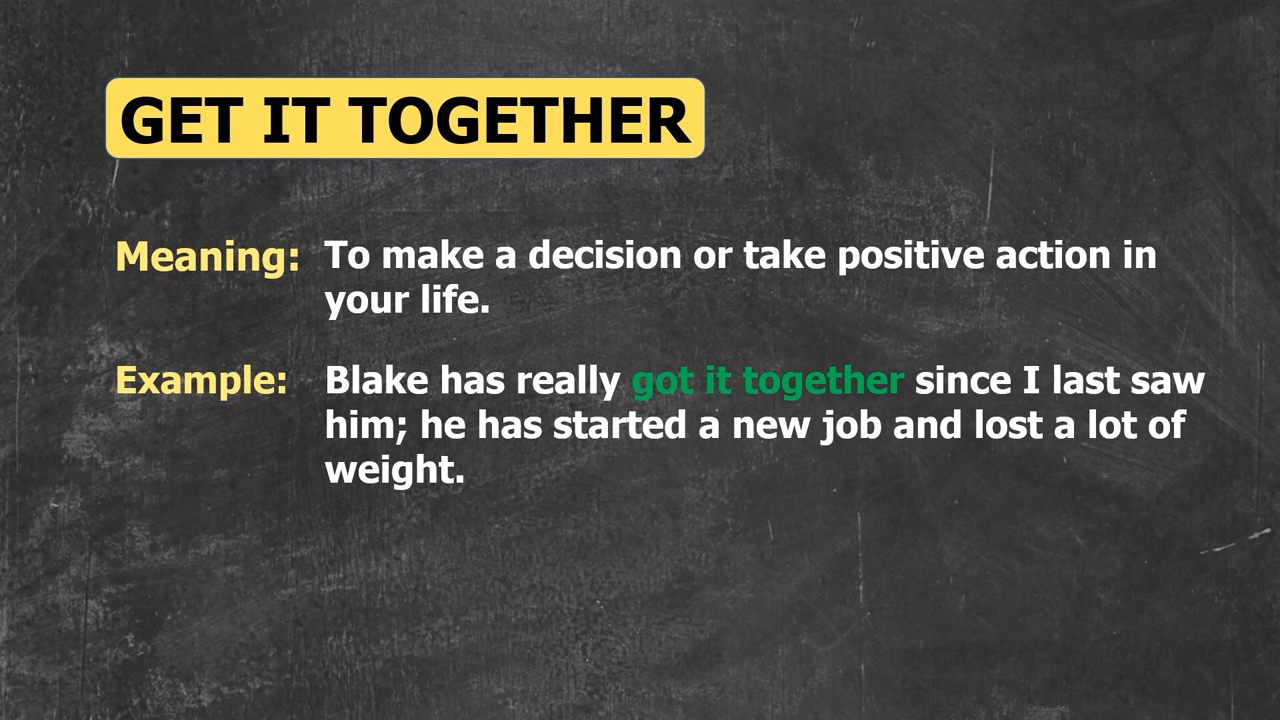 GET IT TOGETHER
Meaning: To make a decision or take positive action in
your life.
Example: Blake has really got it together since I last saw
him; he has started a new job and lost a lot of
weight.